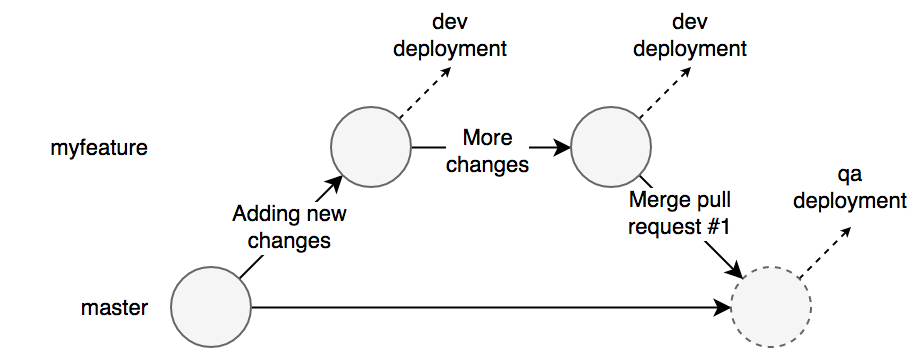 dev
deployment
dev
deployment
myfeature
More
changes
qa
deployment
Adding new
changes
Merge pull
request #1
master